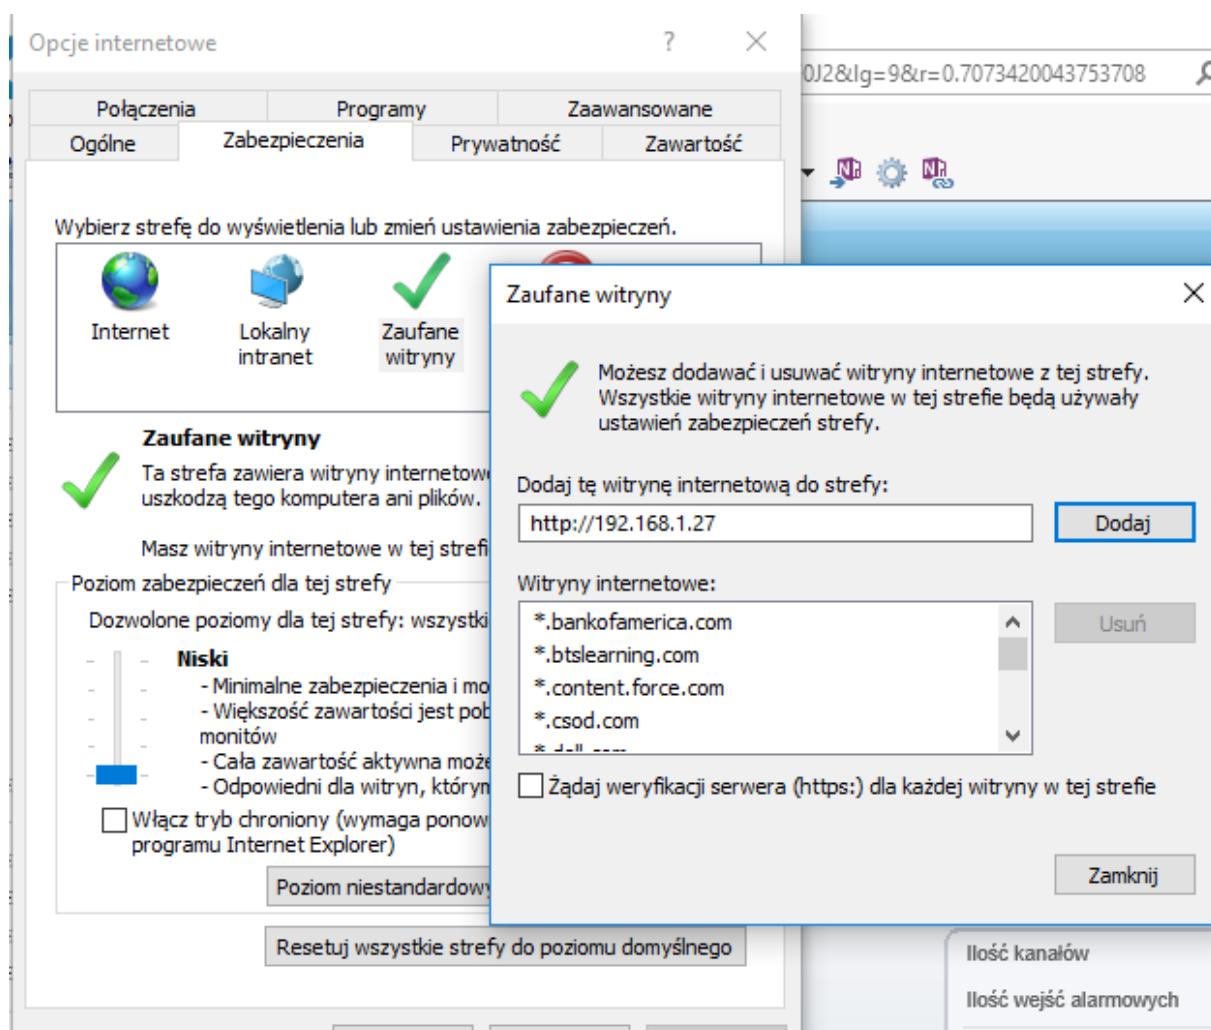 Opcje internetowe
0J2&lg=9&r=0.7073420043753708
Połączenia Programy Zaawansowane
Ogólne Zabezpieczenia Prywatność Zawartość
Wybierz strefę do wyświetlenia lub zmień ustawienia zabezpieczeń.
Internet
Lokalny
intranet
Zaufane
witryny
Zaufane witryny
Ta strefa zawiera witryny internetowe
uszkodzą tego komputera ani plików.
Masz witryny internetowe w tej strefi
Poziom zabezpieczeń dla tej strefy
Dozwolone poziomy dla tej strefy: wszystki
Niski
- Minimalne zabezpieczenia i mo
- Większość zawartości jest pob
monitów
- Cała zawartość aktywna może
- Odpowiedni dla witryn, którym
Włącz tryb chroniony (wymaga ponow
programu Internet Explorer)
Poziom niestandardowy
Resetuj wszystkie strefy do poziomu domyślnego
Zaufane witryny
Możesz dodawać i usuwać witryny internetowe z tej strefy.
Wszystkie witryny internetowe w tej strefie będą używały
ustawień zabezpieczeń strefy.
Dodaj tę witrynę internetową do strefy:
http://192.168.1.27
Dodaj
Witryny internetowe:
*.bankofamerica.com
*.btslearning.com
*.content.force.com
*.csod.com
*.dell.com
Usuń
Żądaj weryfikacji serwera (https:) dla każdej witryny w tej strefie
Zamknij
Ilość kanałów
Ilość wejść alarmowych